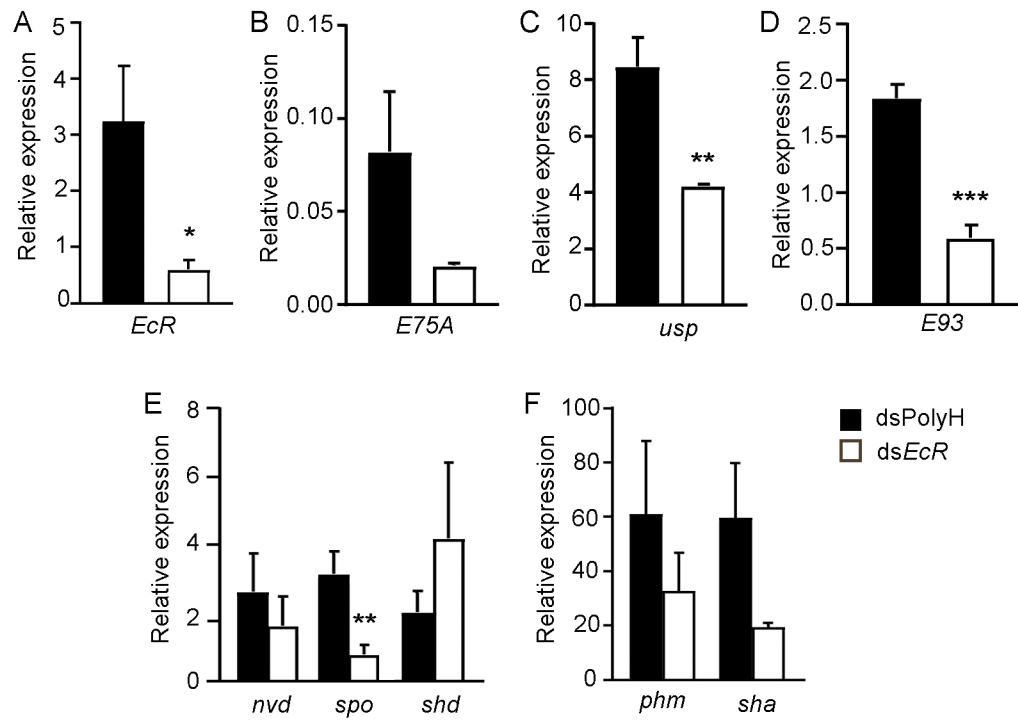 A
Relative expression
5
4
3
2
1
0
*
EcR
B
Relative expression
0.15
0.10
0.05
0.00
E75A
C
Relative expression
10
8
6
4
2
0
**
usp
D
Relative expression
2.5
2.0
1.5
1.0
0.5
0.0
***
E93
E
Relative expression
8
6
4
2
0
**
nvd spo shd
F
Relative expression
100
80
60
40
20
0
phm sha
dsPolyH
dsEcR